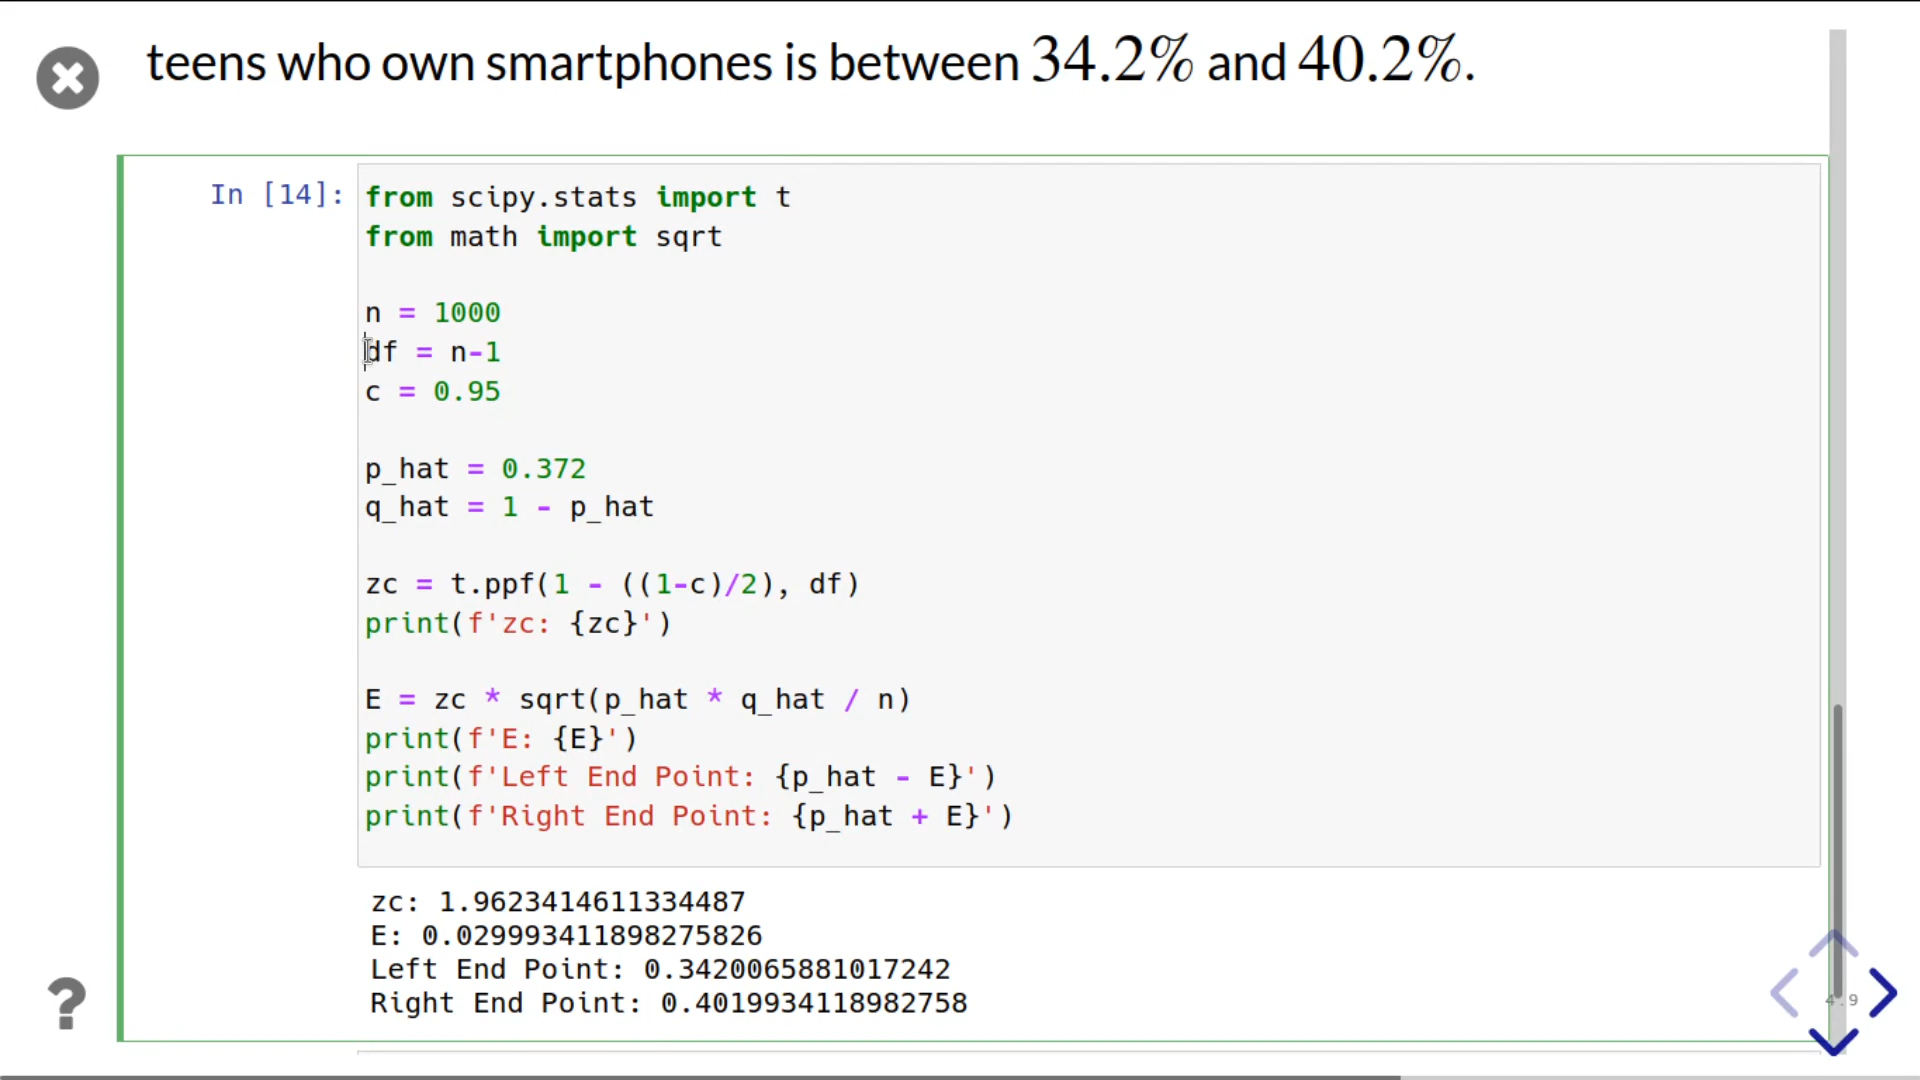 teens who own smartphones is between 34.2% and 40.2%.
In [14]:
from scipy.stats import t
from math import sqrt
n = 1000
df = n-1
c = 0.95
p_hat = 0.372
q_hat = 1 - p_hat
zc = t.ppf(1 - ((1-c)/2), df)
print(f'zc: {zc}')
E = zc * sqrt(p_hat * q_hat / n)
print(f'E: {E}')
print(f'Left End Point: {p_hat - E}')
print(f'Right End Point: {p_hat + E}')
zc: 1.9623414611334487
E: 0.029993411898275826
Left End Point: 0.3420065881017242
Right End Point: 0.4019934118982758
?
4.9